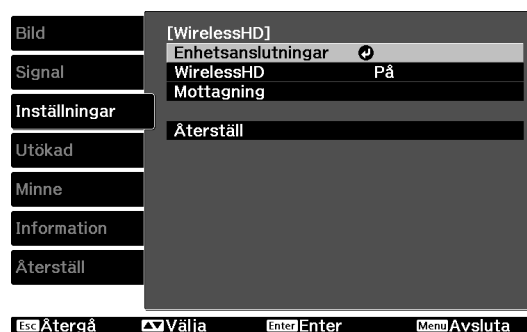 Bild
Signal
Inställningar
Utökad
Minne
Information
Återställ
[WirelessHD]
Enhetsanslutningar
WirelessHD På
Mottagning
Återställ
Esc Återgå Välja Enter Enter Menu Avsluta